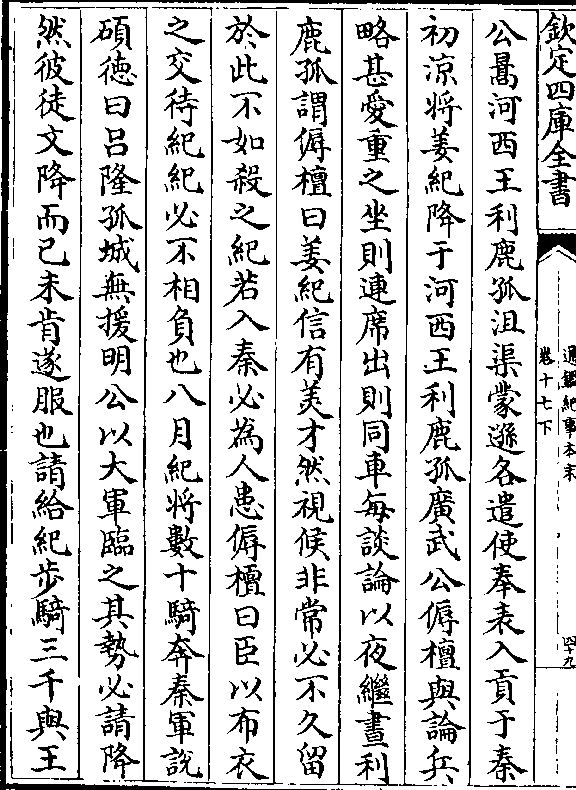 欽定四庫全書
通鑑紀事本末
卷十七下
四十九
公暠河西王利鹿孤沮渠蒙遜各遣使奉表入貢于秦
初涼將姜紀降于河西王利鹿孤廣武公傉檀與論兵
略甚愛重之坐則連席出則同車每談論以夜繼晝利
鹿孤謂傉檀曰姜紀信有美才然視候非常必不久留
於此不如殺之紀若入秦必為人患傉檀曰臣以布衣
之交待紀紀必不相負也八月紀將數十騎奔秦軍説
碩徳曰吕隆孤城無援明公以大軍臨之其勢必請降
然彼徒文降而已未肯遂服也請給紀步騎三千與王